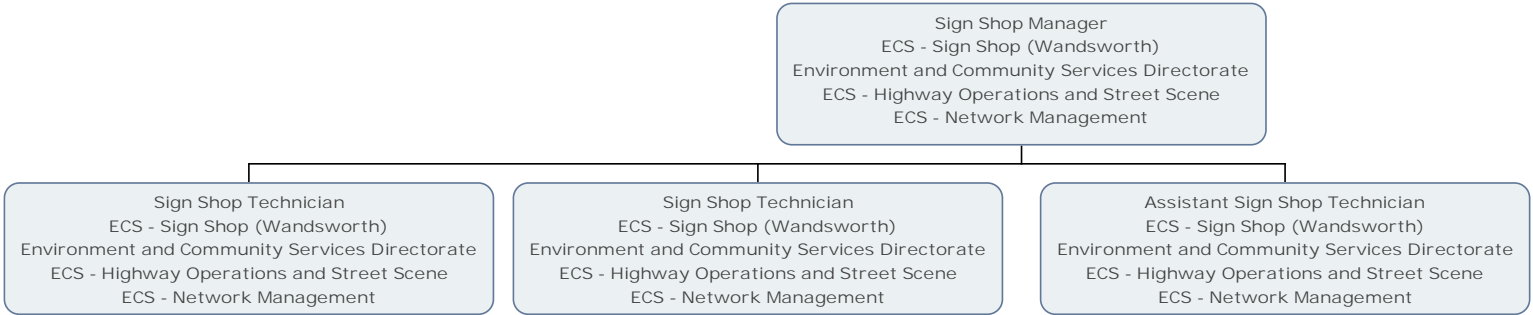 Sign Shop Manager
ECS - Sign Shop (Wandsworth)
Environment and Community Services Directorate
ECS - Highway Operations and Street Scene
ECS - Network Management
Sign Shop Technician
ECS - Sign Shop (Wandsworth)
Environment and Community Services Directorate
ECS - Highway Operations and Street Scene
ECS - Network Management
Sign Shop Technician
ECS - Sign Shop (Wandsworth)
Environment and Community Services Directorate
ECS - Highway Operations and Street Scene
ECS - Network Management
Assistant Sign Shop Technician
ECS - Sign Shop (Wandsworth)
Environment and Community Services Directorate
ECS - Highway Operations and Street Scene
ECS - Network Management